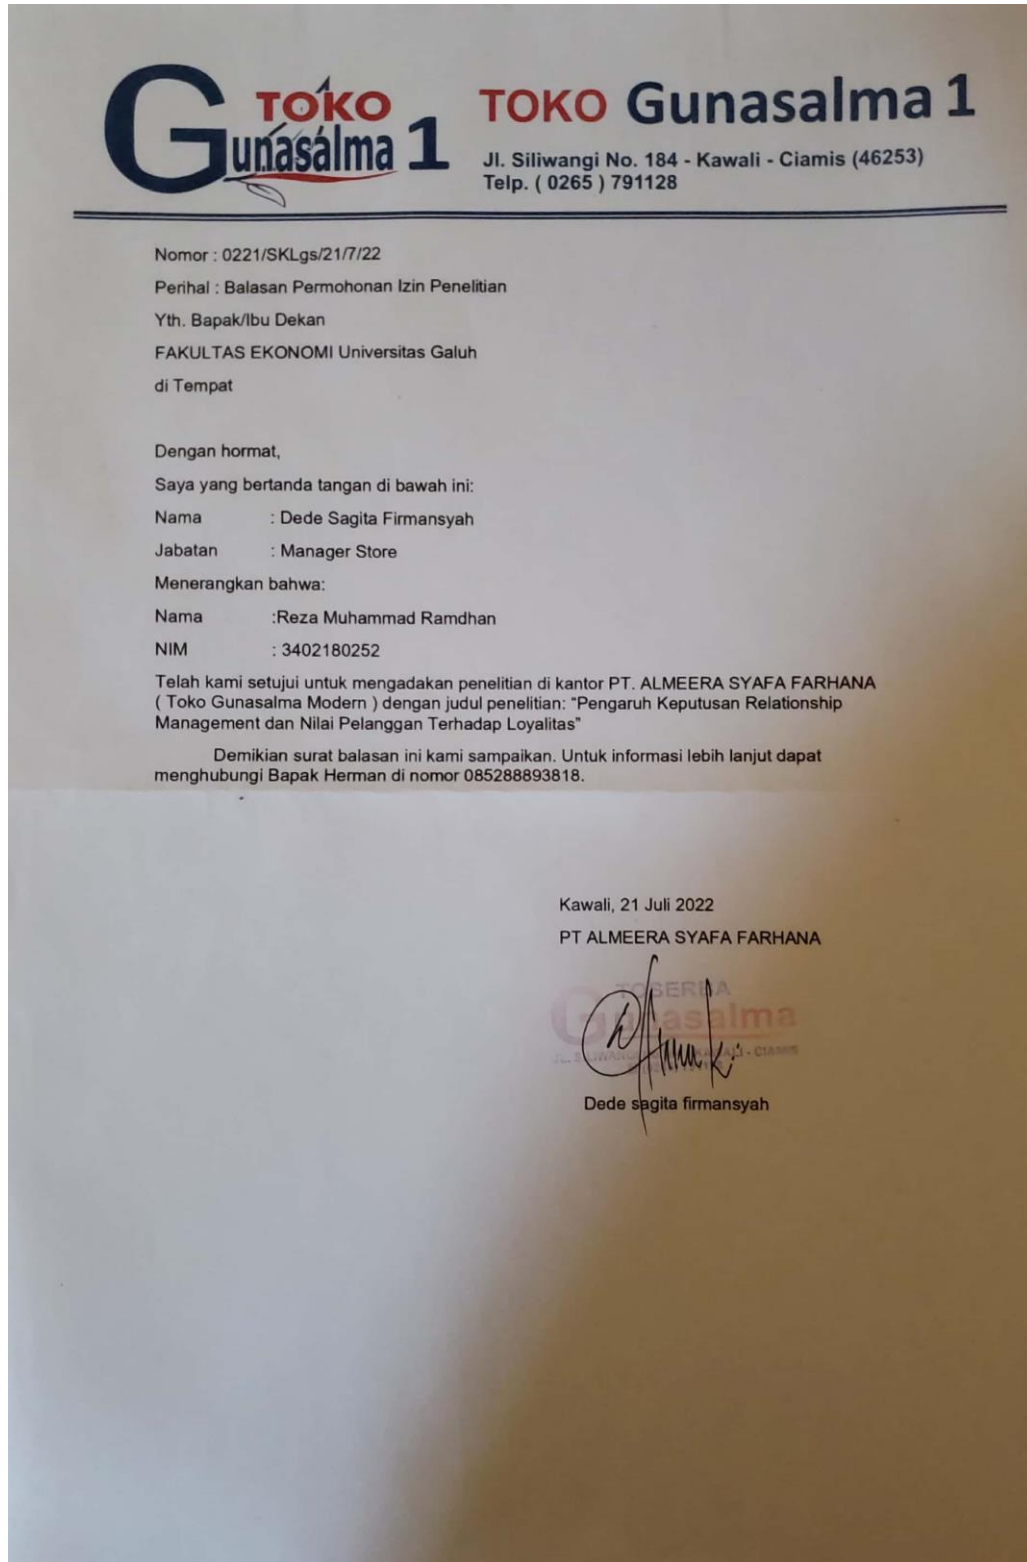 TOKO
Gunasalma 1
TOKO Gunasalma 1
Jl. Siliwangi No. 184 - Kawali - Ciamis (46253)
Telp. ( 0265 ) 791128
Nomor : 0221/SKLgs/21/7/22
Perihal : Balasan Permohonan Izin Penelitian
Yth. Bapak/Ibu Dekan
FAKULTAS EKONOMI Universitas Galuh
di Tempat
Dengan hormat,
Saya yang bertanda tangan di bawah ini:
Nama : Dede Sagita Firmansyah
Jabatan : Manager Store
Menerangkan bahwa:
Nama :Reza Muhammad Ramdhan
NIM : 3402180252
Telah kami setujui untuk mengadakan penelitian di kantor PT. ALMEERA SYAFA FARHANA
( Toko Gunasalma Modern ) dengan judul penelitian: “Pengaruh Keputusan Relationship
Management dan Nilai Pelanggan Terhadap Loyalitas”
Demikian surat balasan ini kami sampaikan. Untuk informasi lebih lanjut dapat
menghubungi Bapak Herman di nomor 085288893818.
Kawali, 21 Juli 2022
PT ALMEERA SYAFA FARHANA
TOSERBA
Gunasalma
- CIAMIS
Dede sagita firmansyah